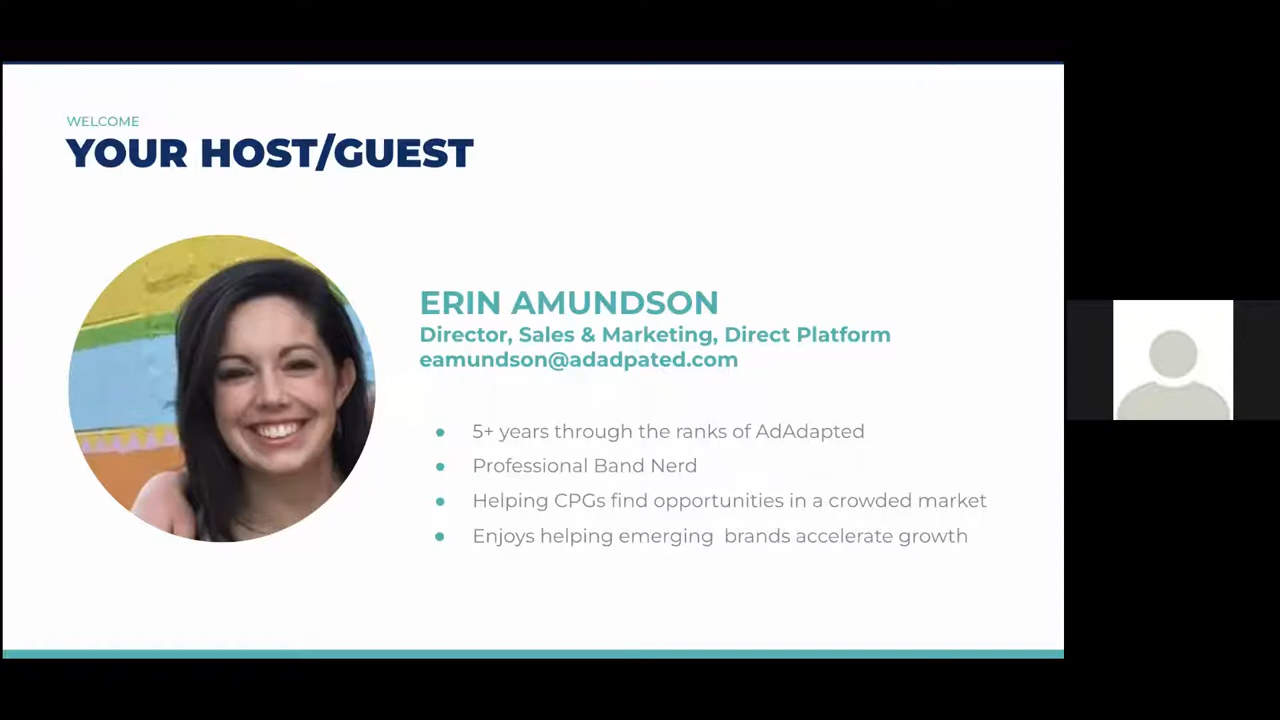 WELCOME
YOUR HOST/GUEST
ERIN AMUNDSON
Director, Sales & Marketing, Direct Platform
eamundson@adadpated.com
● 5+ years through the ranks of AdAdapted
● Professional Band Nerd
● Helping CPGs find opportunities in a crowded market
● Enjoys helping emerging  brands accelerate growth